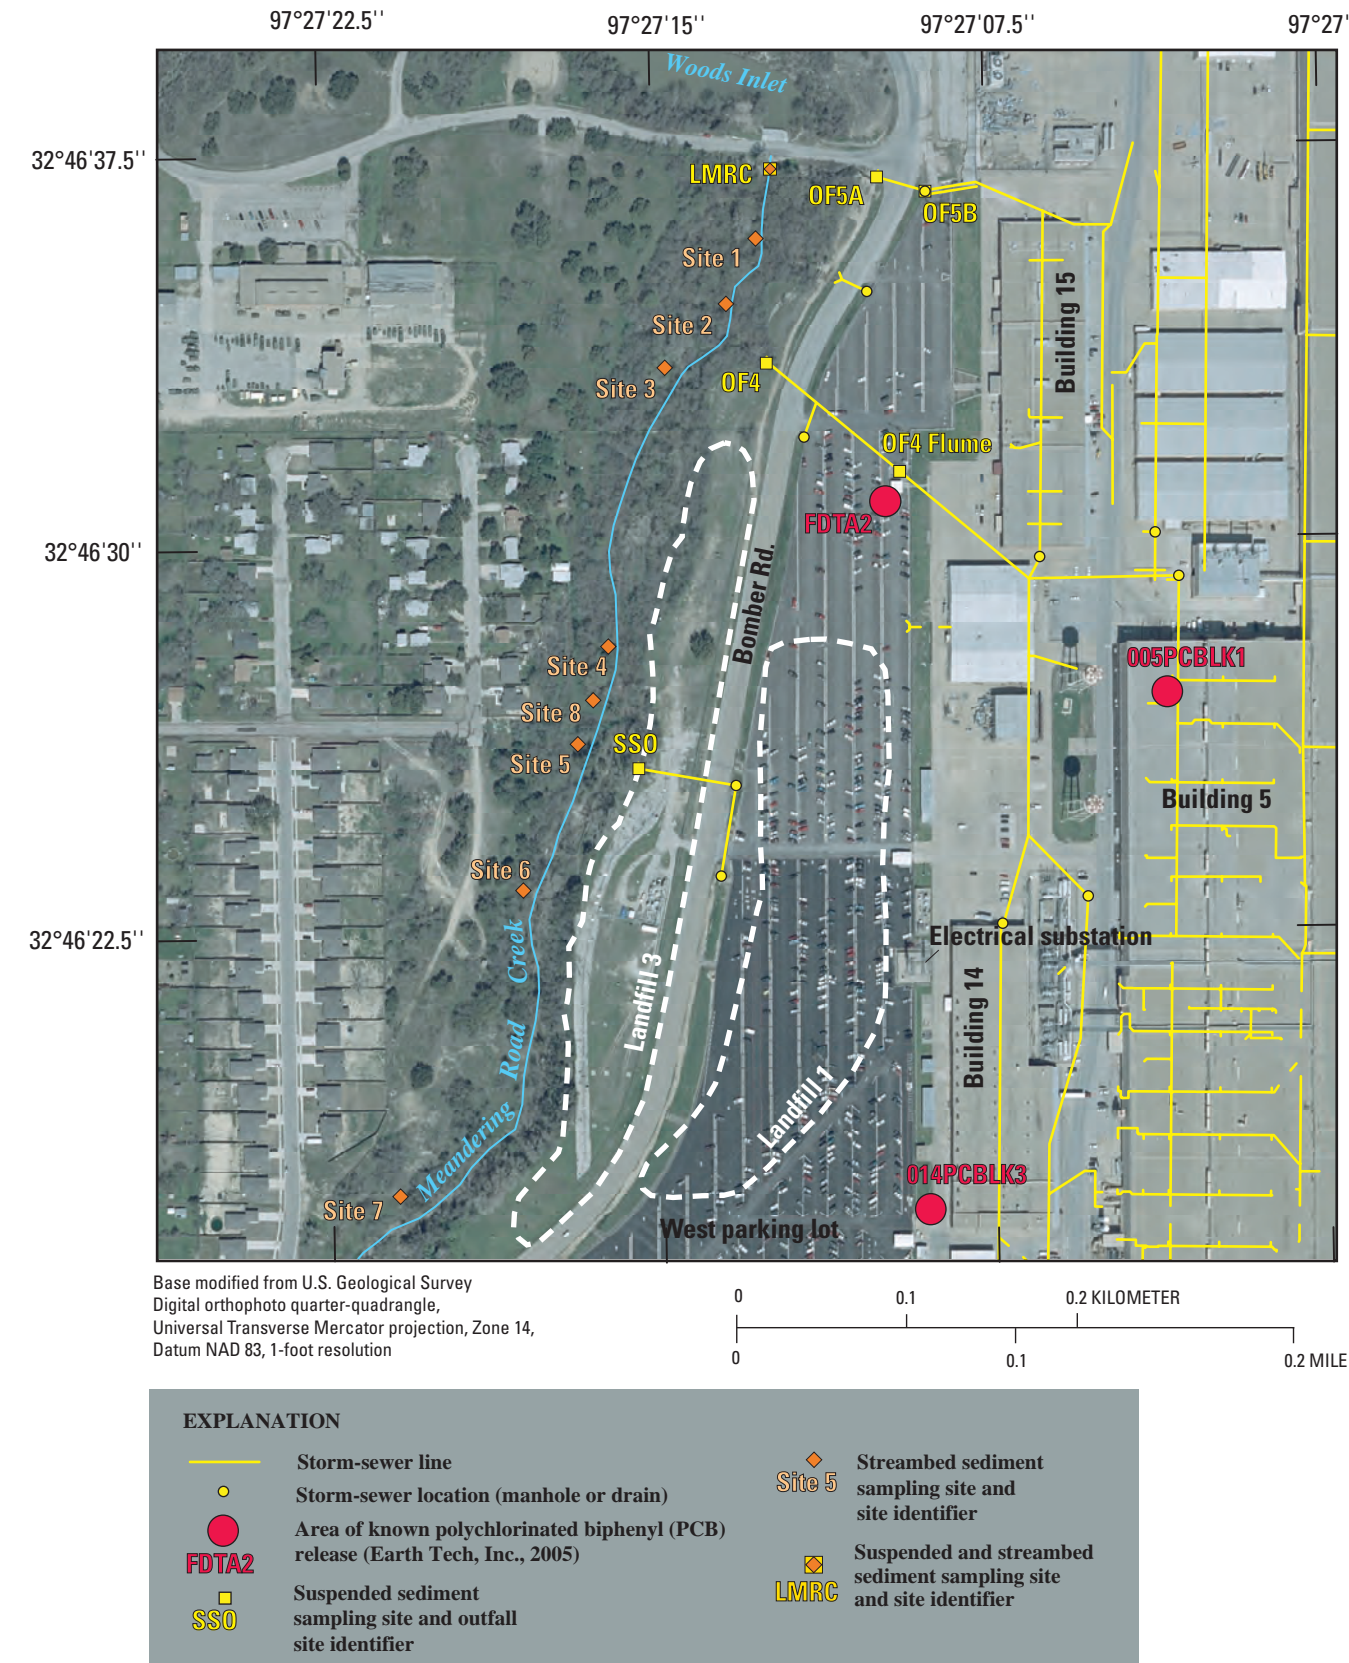 97°27'22.5''
97°27'15''
97°27'07.5''
97°27'
Woods Inlet
32°46'37.5''
LMRC
OF5A
OF5B
Site 1
Building 15
Site 2
Site 3
OF4
OF4 Flume
FDTA2
32°46'30''
Bomber Rd.
005PCBLK1
Site 4
Site 8
SSO
Site 5
Building 5
Site 6
32°46'22.5''
Electrical substation
Landfill 3
Building 14
Meandering Road Creek
Landfill 1
014PCBLK3
Site 7
West parking lot
Base modified from U.S. Geological Survey
Digital orthophoto quarter-quadrangle,
Universal Transverse Mercator projection, Zone 14,
Datum NAD 83, 1-foot resolution
0 0.1 0.2 KILOMETER
0 0.1 0.2 MILE
EXPLANATION
Storm-sewer line
Storm-sewer location (manhole or drain)
Area of known polychlorinated biphenyl (PCB)
release (Earth Tech, Inc., 2005)
FDTA2
Suspended sediment
sampling site and outfall
site identifier
SSO
Streambed sediment
sampling site and
site identifier
Site 5
Suspended and streambed
sediment sampling site
and site identifier
LMRC